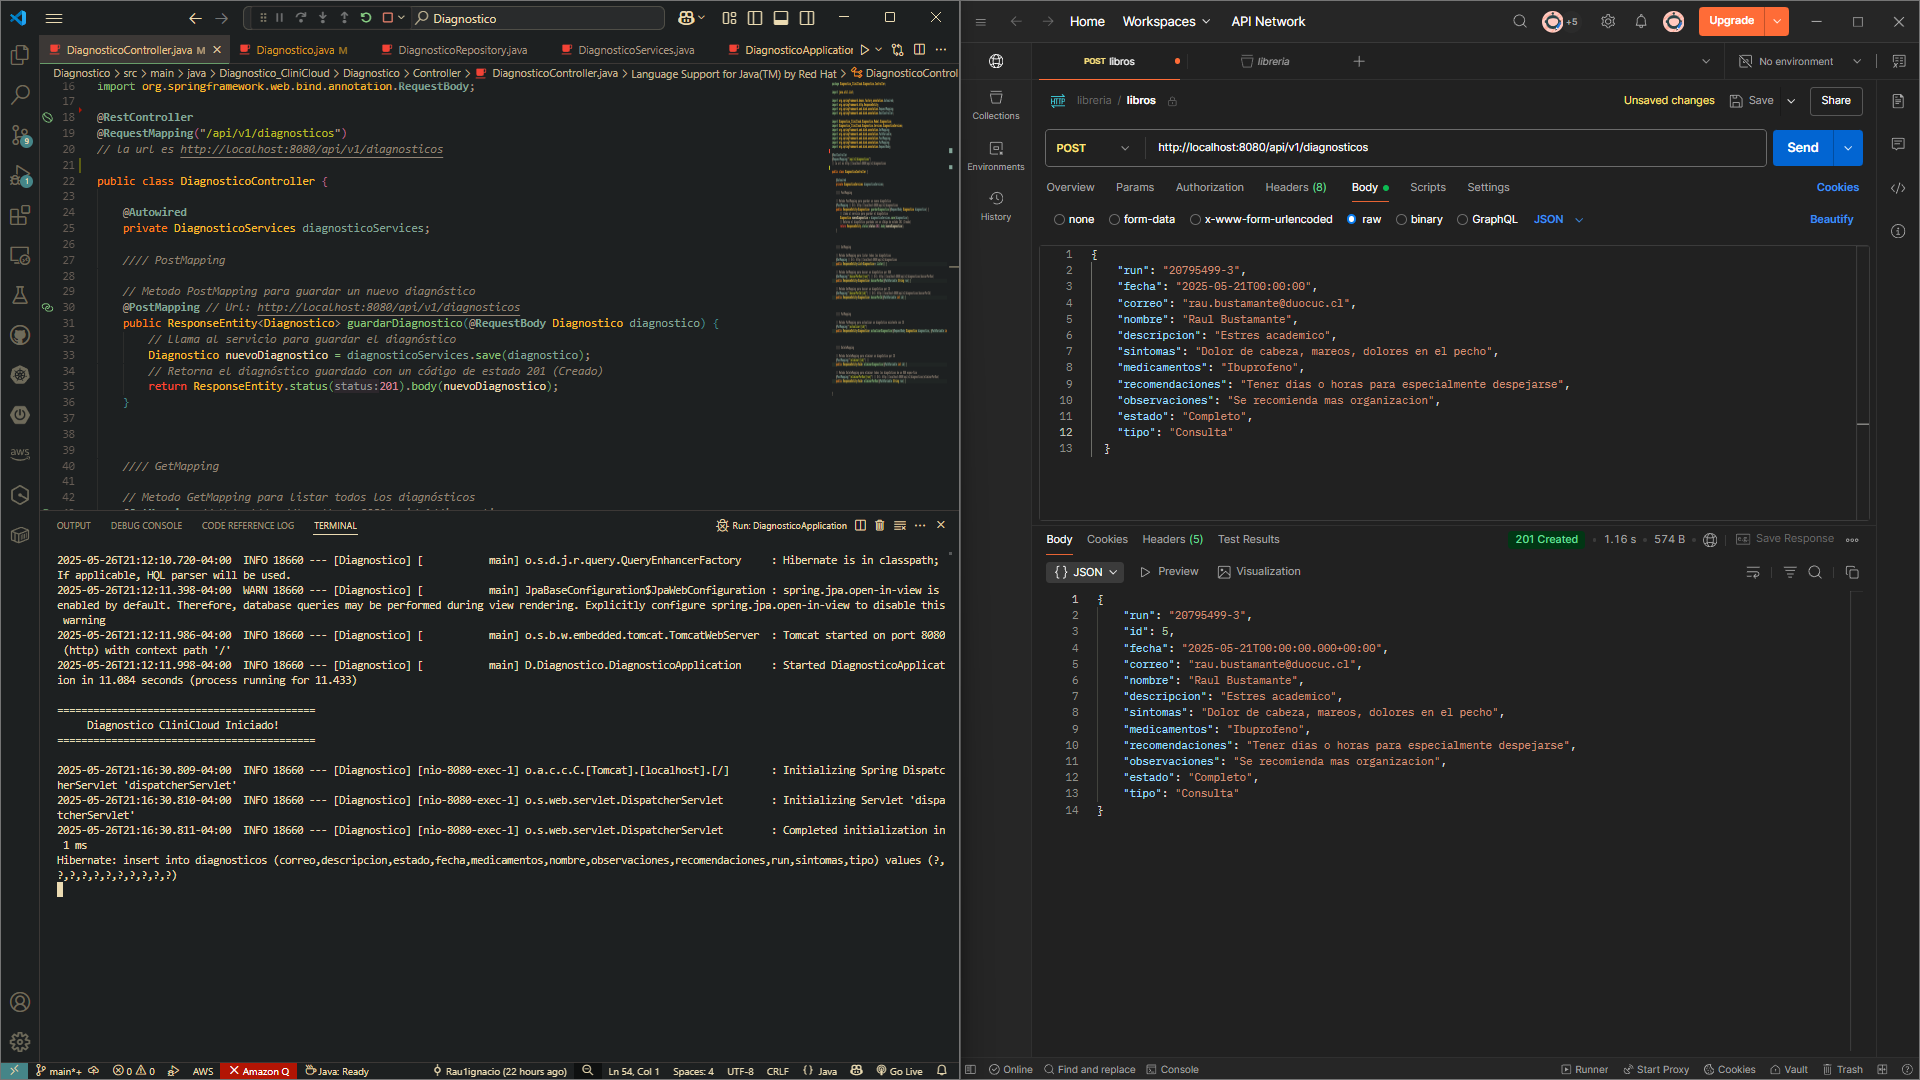 Diagnostico
DiagnosticoController.java M
Diagnostico.java M
DiagnosticoRepository.java
DiagnosticoServices.java
DiagnosticoApplication
Diagnostico > src > main > java > Diagnostico_CliniCloud > Diagnostico > Controller > DiagnosticoController.java > Language Support for Java(TM) by Red Hat > DiagnosticoControl
16 import org.springframework.web.bind.annotation.RequestBody;
17
18 @RestController
19 @RequestMapping("/api/v1/diagnosticos")
20 // la url es http://localhost:8080/api/v1/diagnosticos
21
22 public class DiagnosticoController {
23
24 @Autowired
25 private DiagnosticoServices diagnosticoServices;
26
27 //// PostMapping
28
29 // Metodo PostMapping para guardar un nuevo diagnóstico
30 @PostMapping // Url: http://localhost:8080/api/v1/diagnosticos
31 public ResponseEntity<Diagnostico> guardarDiagnostico(@RequestBody Diagnostico diagnostico) {
32 // Llama al servicio para guardar el diagnóstico
33 Diagnostico nuevoDiagnostico = diagnosticoServices.save(diagnostico);
34 // Retorna el diagnóstico guardado con un código de estado 201 (Creado)
35 return ResponseEntity.status(status:201).body(nuevoDiagnostico);
36 }
37
38
39
40 //// GetMapping
41
42 // Metodo GetMapping para listar todos los diagnósticos
OUTPUT DEBUG CONSOLE CODE REFERENCE LOG TERMINAL Run: DiagnosticoApplication
2025-05-26T21:12:10.720-04:00 INFO 18660 --- [Diagnostico] [ main] o.s.d.j.r.query.QueryEnhancerFactory : Hibernate is in classpath;
If applicable, HQL parser will be used.
2025-05-26T21:12:11.398-04:00 WARN 18660 --- [Diagnostico] [ main] JpaBaseConfiguration$JpaWebConfiguration : spring.jpa.open-in-view is
enabled by default. Therefore, database queries may be performed during view rendering. Explicitly configure spring.jpa.open-in-view to disable this
warning
2025-05-26T21:12:11.986-04:00 INFO 18660 --- [Diagnostico] [ main] o.s.b.w.embedded.tomcat.TomcatWebServer : Tomcat started on port 8080
(http) with context path '/'
2025-05-26T21:12:11.998-04:00 INFO 18660 --- [Diagnostico] [ main] D.Diagnostico.DiagnosticoApplication : Started DiagnosticoApplicat
ion in 11.084 seconds (process running for 11.433)
===========================================
Diagnostico CliniCloud Iniciado!
===========================================
2025-05-26T21:16:30.809-04:00 INFO 18660 --- [Diagnostico] [nio-8080-exec-1] o.a.c.c.C.[Tomcat].[localhost].[/] : Initializing Spring Dispatc
herServlet 'dispatcherServlet'
2025-05-26T21:16:30.810-04:00 INFO 18660 --- [Diagnostico] [nio-8080-exec-1] o.s.web.servlet.DispatcherServlet : Initializing Servlet 'dispa
tcherServlet'
2025-05-26T21:16:30.811-04:00 INFO 18660 --- [Diagnostico] [nio-8080-exec-1] o.s.web.servlet.DispatcherServlet : Completed initialization in
1 ms
Hibernate: insert into diagnosticos (correo,descripcion,estado,fecha,medicamentos,nombre,observaciones,recomendaciones,run,sintomas,tipo) values (?,
?,?,?,?,?,?,?,?,?,?)
aws
9
1
main*+ 0 0 AWS Amazon Q Java: Ready Rau1ignacio (22 hours ago) Ln 54, Col 1 Spaces: 4 UTF-8 CRLF {} Java Go Live
Home Workspaces API Network +5 Upgrade
Collections
Environments
History
POST libros
libreria
No environment
HTTP libreria / libros Unsaved changes Save Share
POST http://localhost:8080/api/v1/diagnosticos Send
Overview Params Authorization Headers (8) Body Scripts Settings Cookies
none form-data x-www-form-urlencoded raw binary GraphQL JSON Beautify
1 {
2 "run": "20795499-3",
3 "fecha": "2025-05-21T00:00:00",
4 "correo": "rau.bustamante@duocuc.cl",
5 "nombre": "Raul Bustamante",
6 "descripcion": "Estres academico",
7 "sintomas": "Dolor de cabeza, mareos, dolores en el pecho",
8 "medicamentos": "Ibuprofeno",
9 "recomendaciones": "Tener dias o horas para especialmente despejarse",
10 "observaciones": "Se recomienda mas organizacion",
11 "estado": "Completo",
12 "tipo": "Consulta"
13 }
Body Cookies Headers (5) Test Results 201 Created 1.16 s 574 B Save Response
{} JSON Preview Visualization
1 {
2 "run": "20795499-3",
3 "id": 5,
4 "fecha": "2025-05-21T00:00:00.000+00:00",
5 "correo": "rau.bustamante@duocuc.cl",
6 "nombre": "Raul Bustamante",
7 "descripcion": "Estres academico",
8 "sintomas": "Dolor de cabeza, mareos, dolores en el pecho",
9 "medicamentos": "Ibuprofeno",
10 "recomendaciones": "Tener dias o horas para especialmente despejarse",
11 "observaciones": "Se recomienda mas organizacion",
12 "estado": "Completo",
13 "tipo": "Consulta"
14 }
Online Find and replace Console Runner Start Proxy Cookies Vault Trash